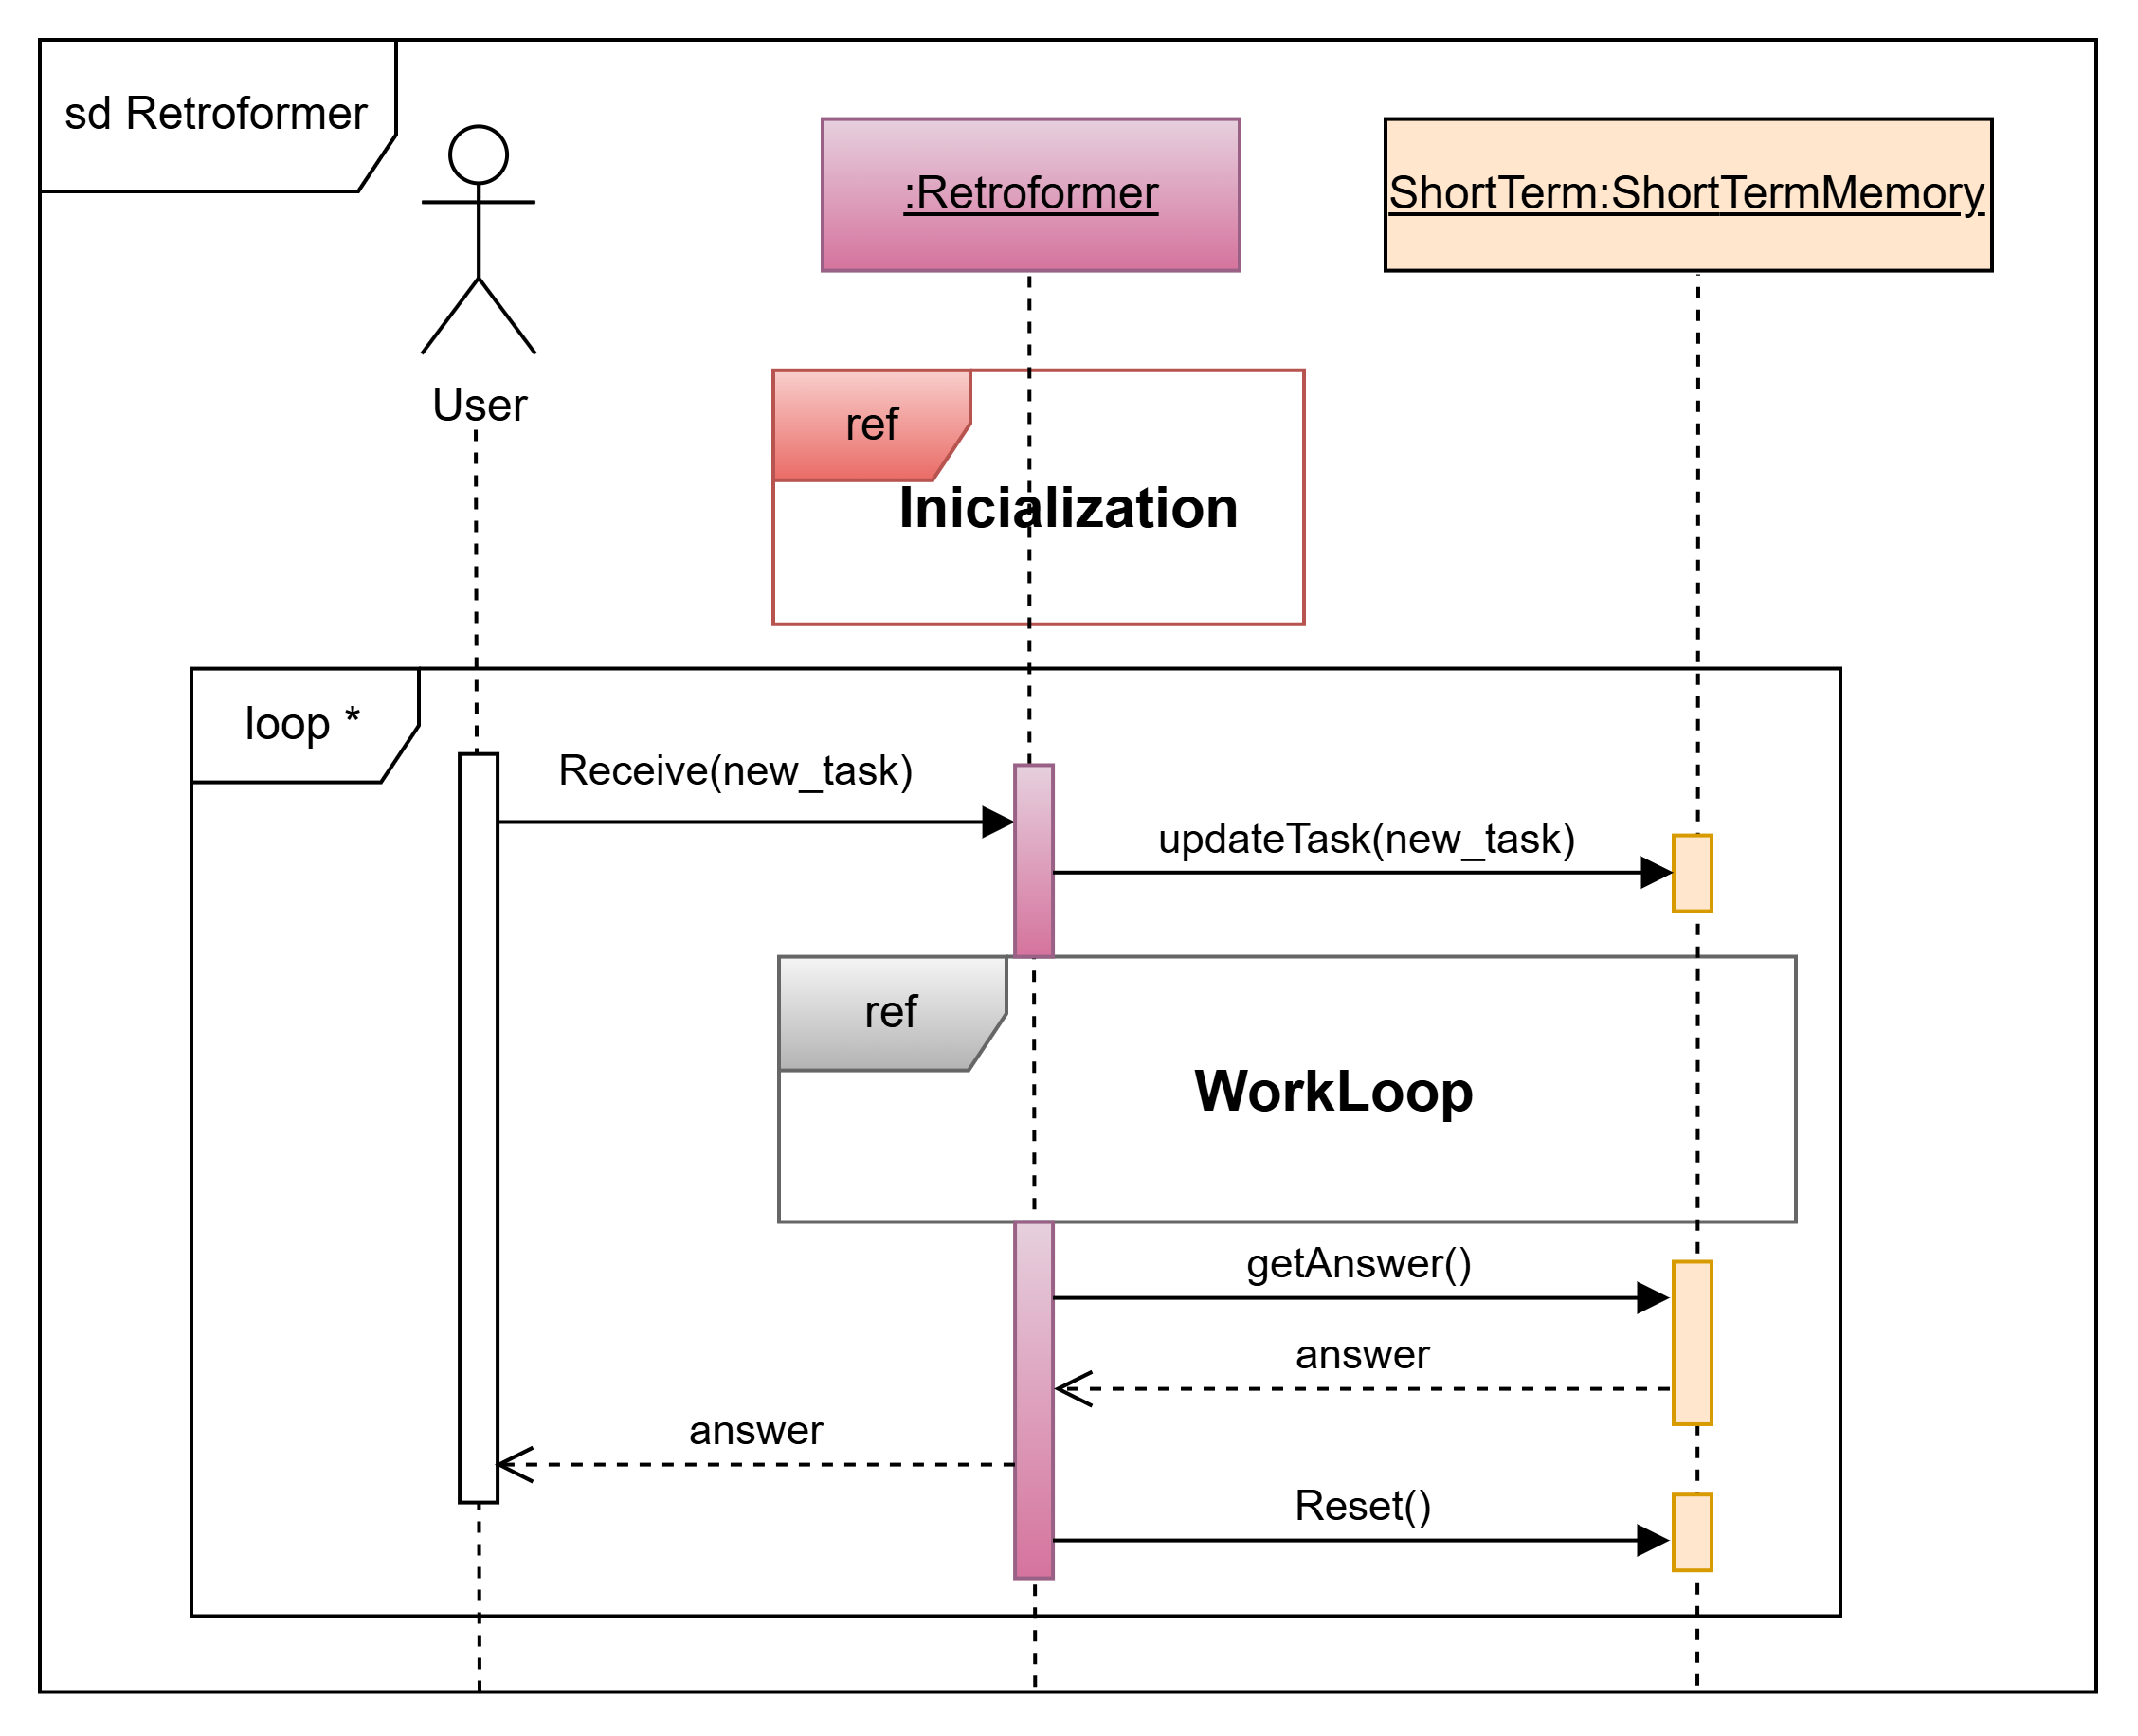 sd Retroformer
:Retroformer
ShortTerm:ShortTermMemory
User
ref
Inicialization
loop *
Receive(new_task)
updateTask(new_task)
ref
WorkLoop
getAnswer()
answer
answer
Reset()